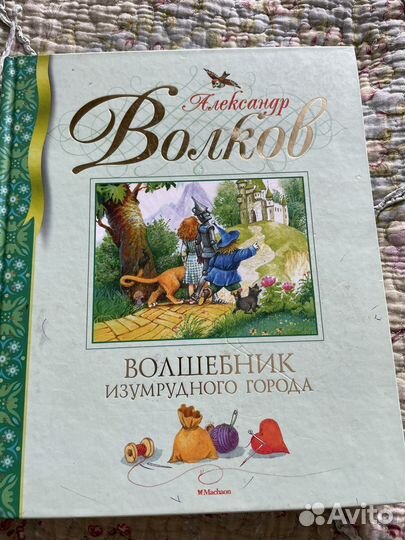 Александр
Волков
ВОЛШЕБНИК
ИЗУМРУДНОГО ГОРОДА
Machaon
Avito